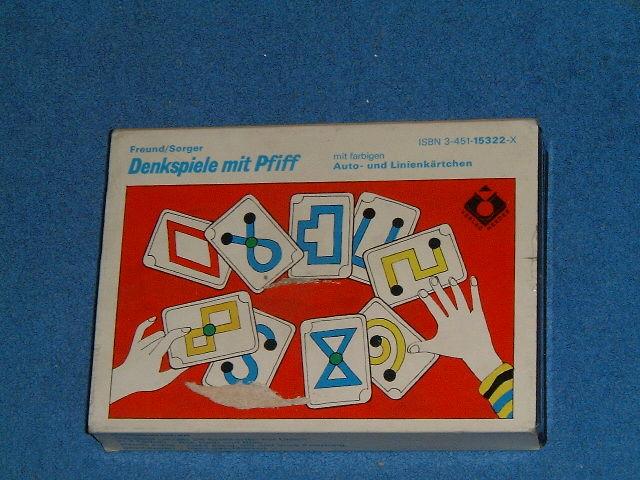 Freund/Sorger
Denkspiele mit Pfiff
mit farbigen
Auto- und Linienkärtchen
ISBN 3-451-15322-X